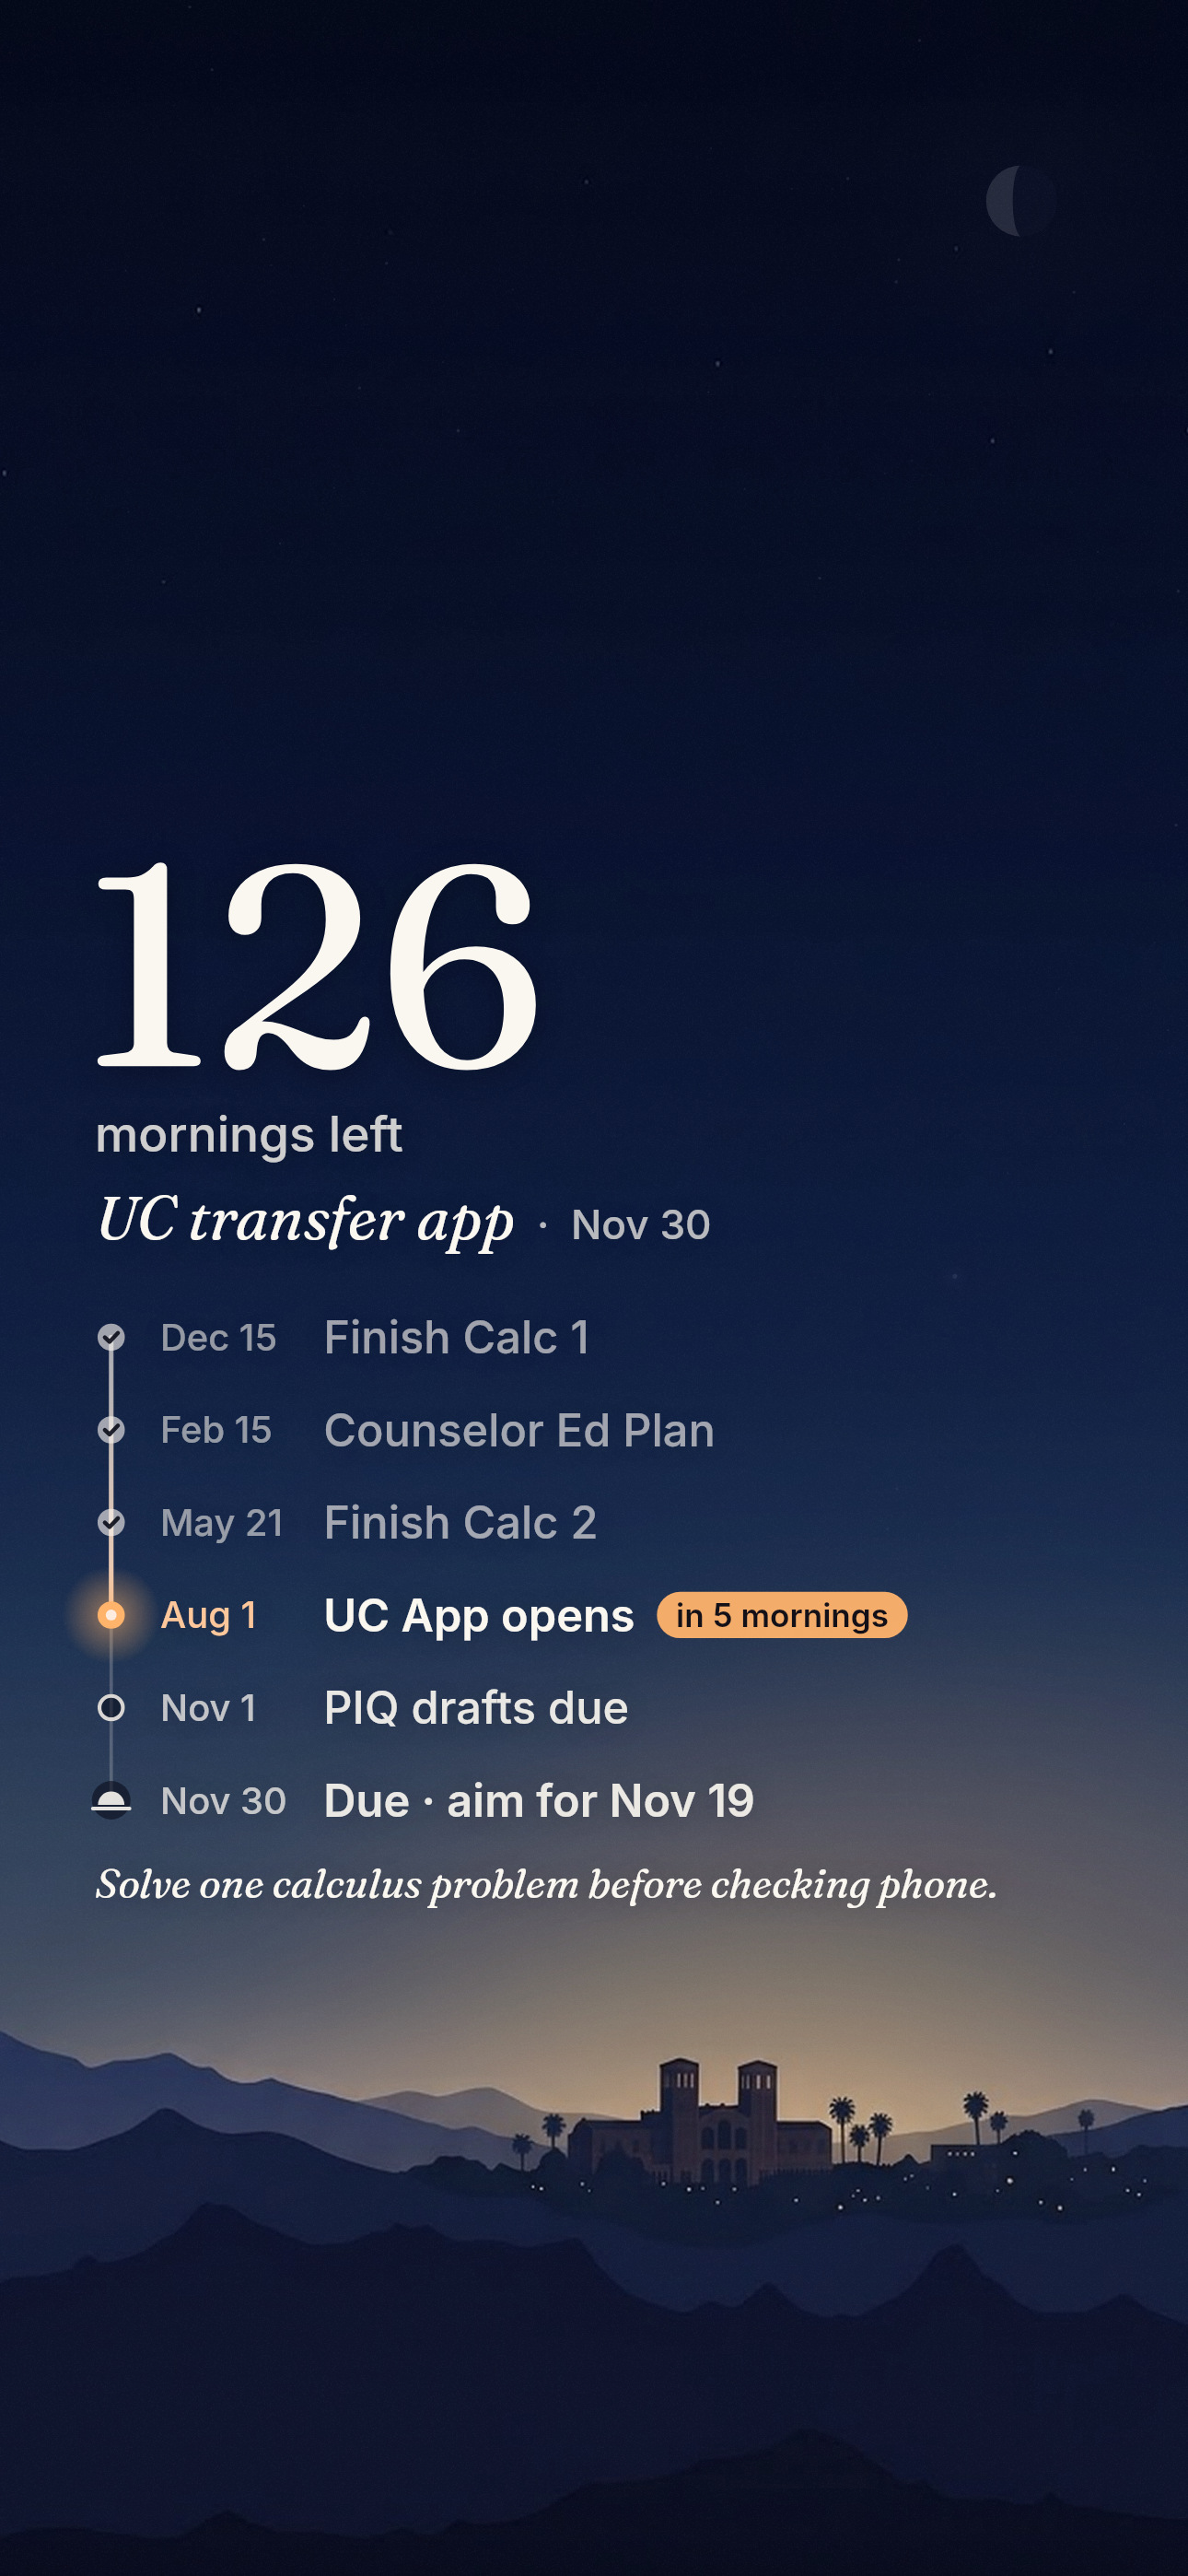 126
mornings left
UC transfer app · Nov 30
Dec 15 Finish Calc 1
Feb 15 Counselor Ed Plan
May 21 Finish Calc 2
Aug 1 UC App opens in 5 mornings
Nov 1 PIQ drafts due
Nov 30 Due · aim for Nov 19
Solve one calculus problem before checking phone.